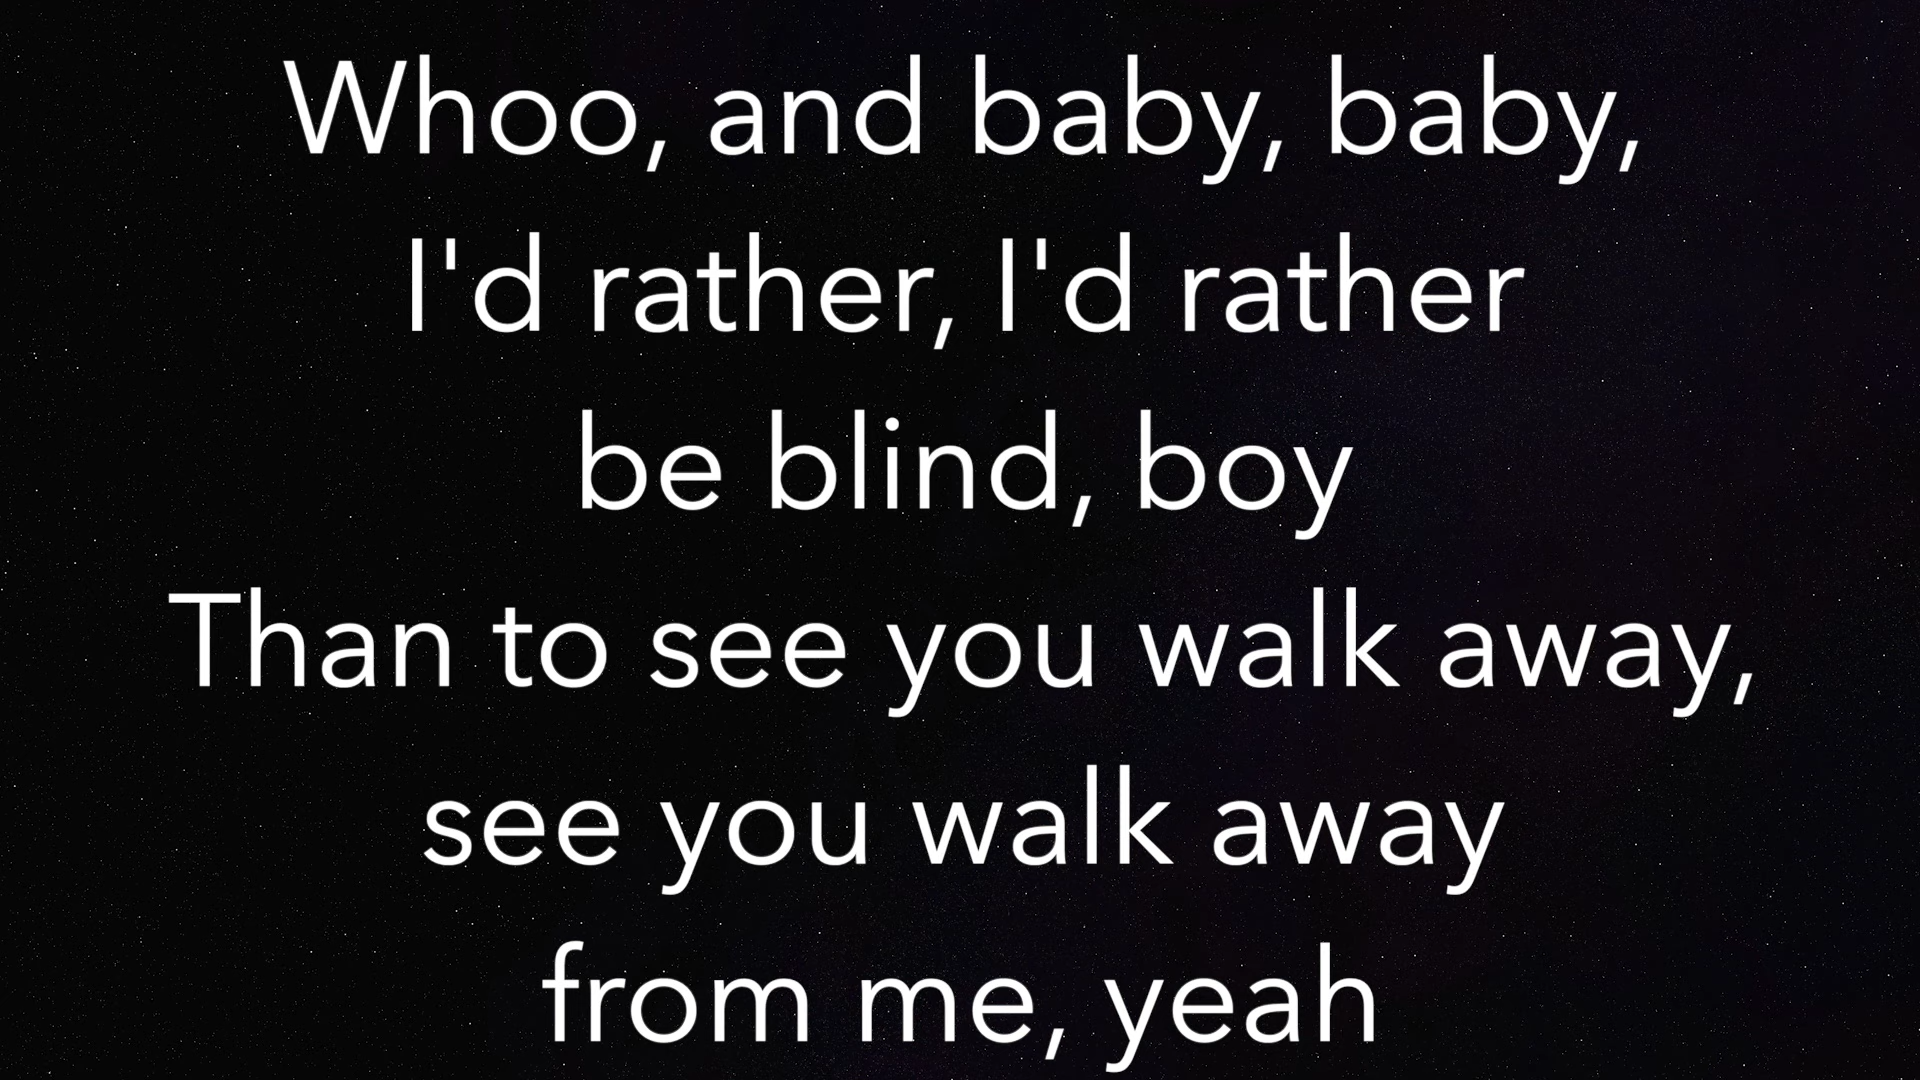 Whoo, and baby, baby,
I'd rather, I'd rather
be blind, boy
Than to see you walk away,
see you walk away
from me, yeah